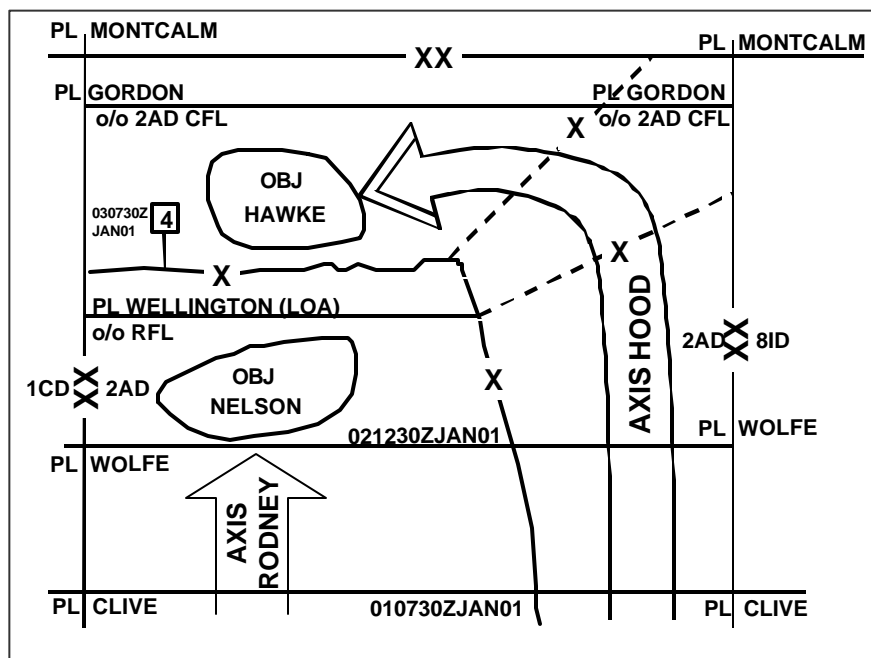 PL MONTCALM
XX
PL MONTCALM
PL GORDON
PL GORDON
o/o 2AD CFL
o/o 2AD CFL
X
OBJ
HAWKE
030730Z
JAN01
4
X
X
PL WELLINGTON (LOA)
o/o RFL
AXIS HOOD
2AD XX 8ID
1CD XX 2AD
OBJ
NELSON
X
021230ZJAN01
PL WOLFE
PL WOLFE
AXIS
RODNEY
PL CLIVE
010730ZJAN01
PL CLIVE